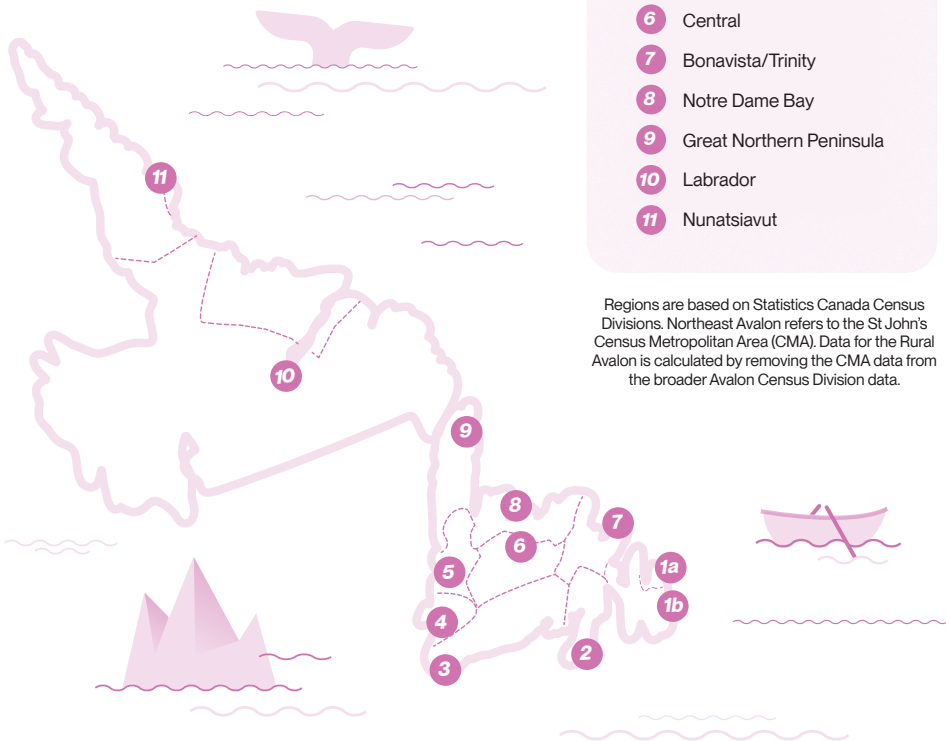 6 Central
7 Bonavista/Trinity
8 Notre Dame Bay
9 Great Northern Peninsula
10 Labrador
11 Nunatsiavut
Regions are based on Statistics Canada Census
Divisions. Northeast Avalon refers to the St John’s
Census Metropolitan Area (CMA). Data for the Rural
Avalon is calculated by removing the CMA data from
the broader Avalon Census Division data.
11
10
9
8
7
6
5
1a
1b
4
2
3